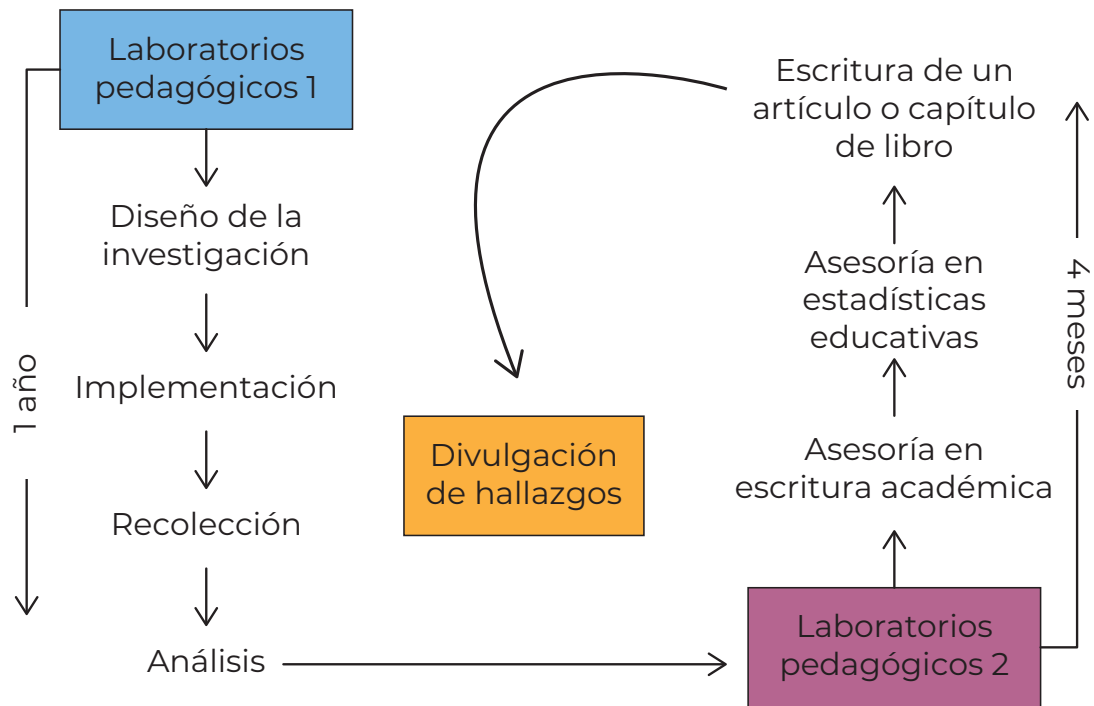 Laboratorios
pedagógicos 1
Diseño de la
investigación
Implementación
Recolección
Análisis
1 año
Divulgación
de hallazgos
Escritura de un
artículo o capítulo
de libro
Asesoría en
estadísticas
educativas
Asesoría en
escritura académica
Laboratorios
pedagógicos 2
4 meses